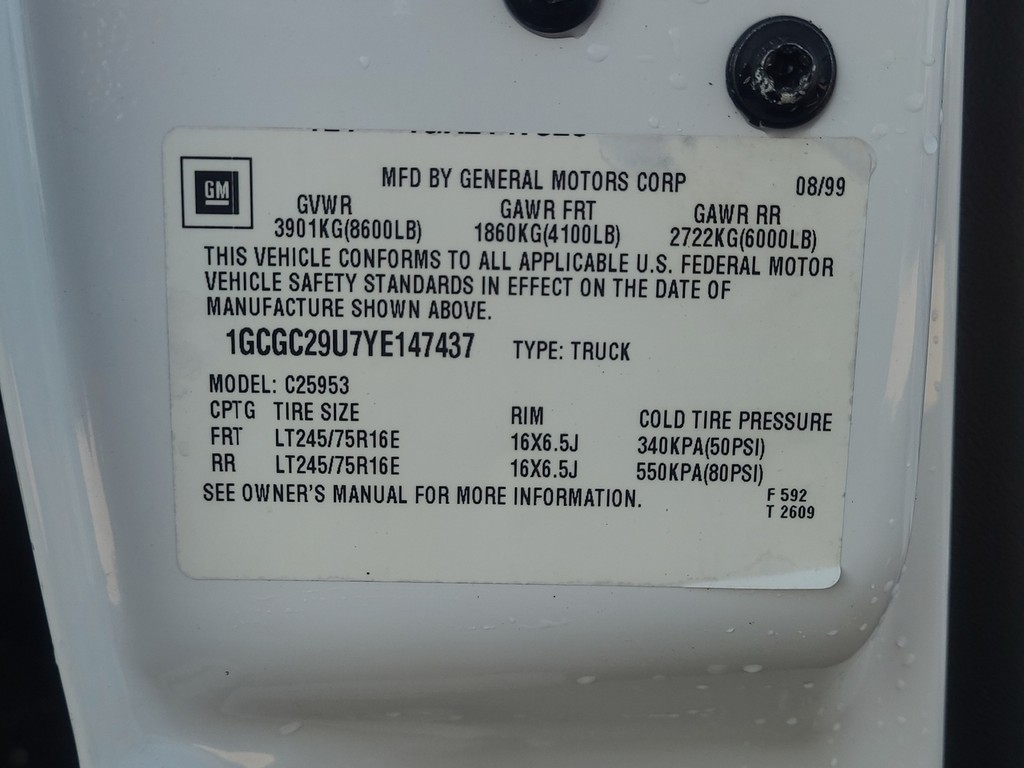 GM
MFD BY GENERAL MOTORS CORP 08/99
GVWR GAWR FRT GAWR RR
3901KG(8600LB) 1860KG(4100LB) 2722KG(6000LB)
THIS VEHICLE CONFORMS TO ALL APPLICABLE U.S. FEDERAL MOTOR
VEHICLE SAFETY STANDARDS IN EFFECT ON THE DATE OF
MANUFACTURE SHOWN ABOVE.
1GCGC29U7YE147437 TYPE: TRUCK
MODEL: C25953
CPTG TIRE SIZE RIM COLD TIRE PRESSURE
FRT LT245/75R16E 16X6.5J 340KPA(50PSI)
RR LT245/75R16E 16X6.5J 550KPA(80PSI)
SEE OWNER'S MANUAL FOR MORE INFORMATION.
F 592
T 2609